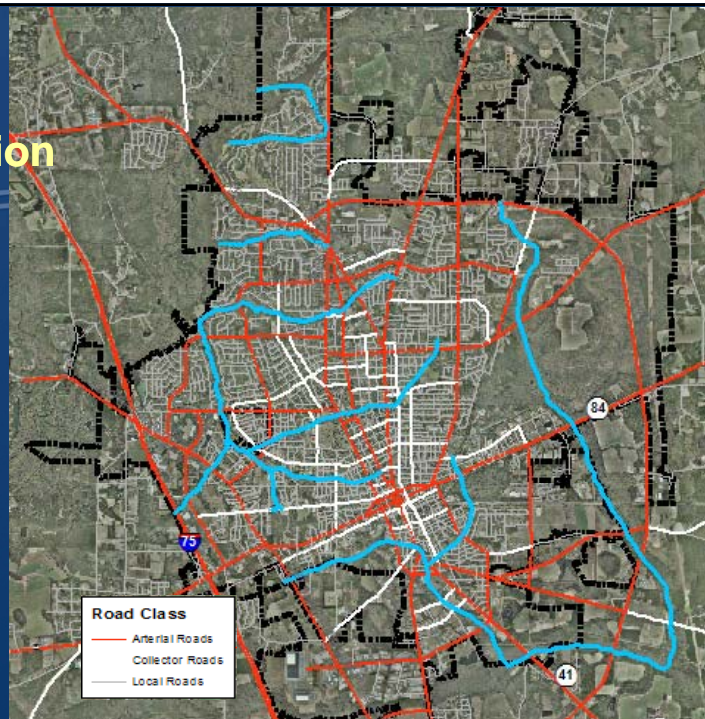 ion
84
75
Road Class
Arterial Roads
Collector Roads
Local Roads
41